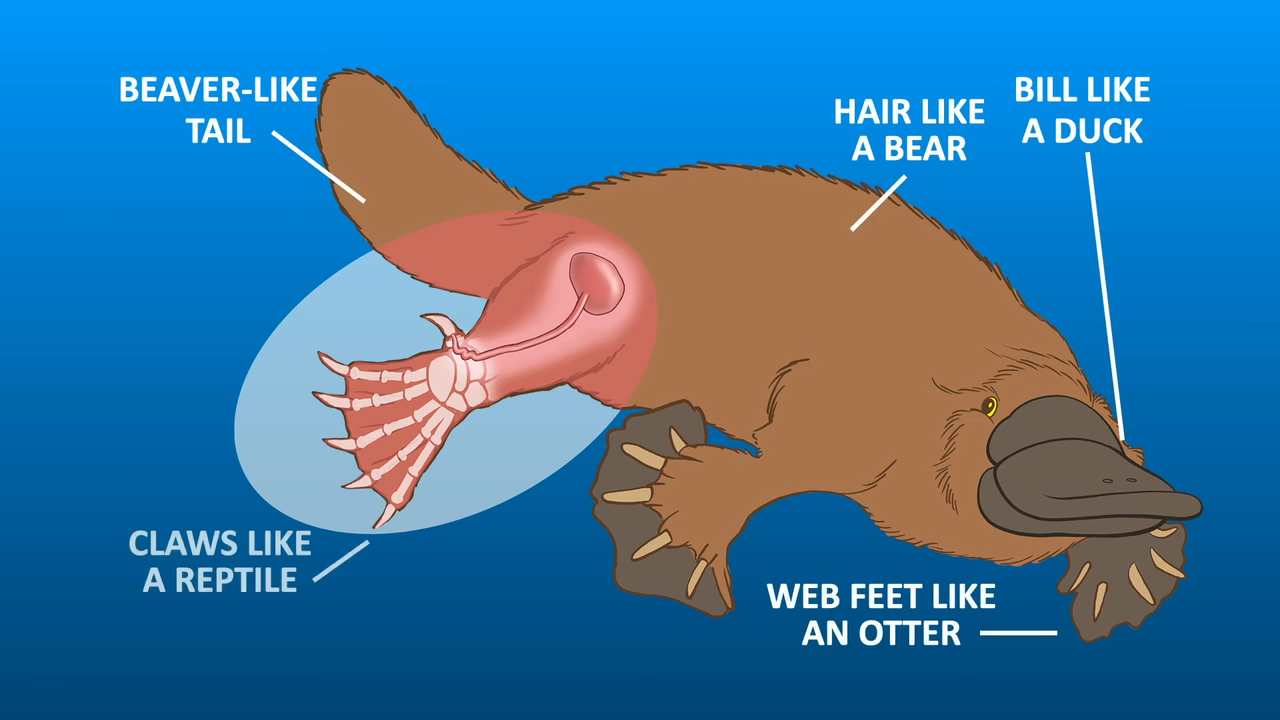 BEAVER-LIKE
TAIL
HAIR LIKE
A BEAR
BILL LIKE
A DUCK
CLAWS LIKE
A REPTILE
WEB FEET LIKE
AN OTTER